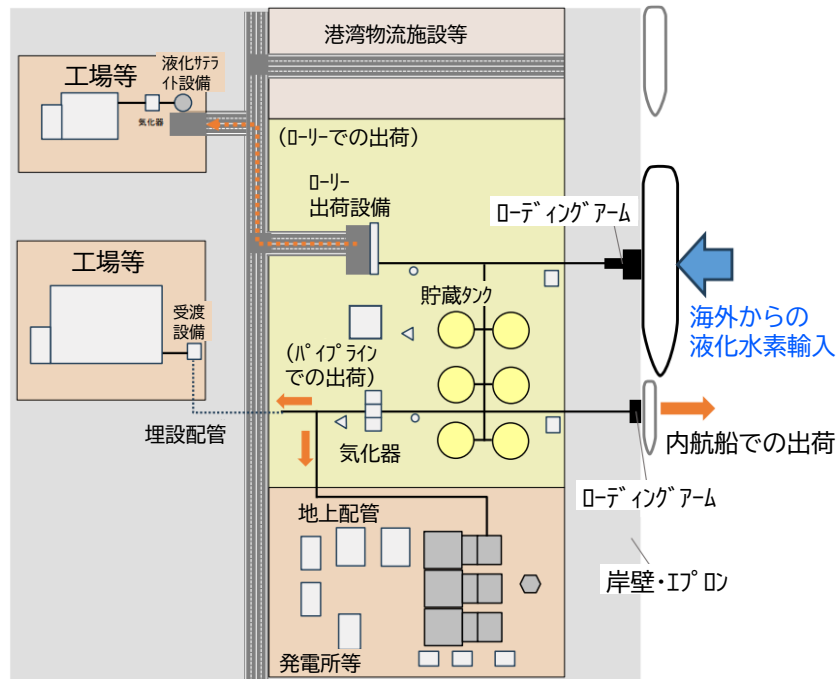 港湾物流施設等
液化ｻﾃﾗ
ｲﾄ設備
工場等
気化器
(ﾛｰﾘｰでの出荷)
ﾛｰﾘｰ
出荷設備
ﾛｰﾃﾞｨﾝｸﾞｱｰﾑ
工場等
受渡
設備
貯蔵ﾀﾝｸ
海外からの
液化水素輸入
(ﾊﾟｲﾌﾟﾗｲﾝ
での出荷)
埋設配管
気化器
内航船での出荷
ﾛｰﾃﾞｨﾝｸﾞｱｰﾑ
地上配管
岸壁･ｴﾌﾟﾛﾝ
発電所等